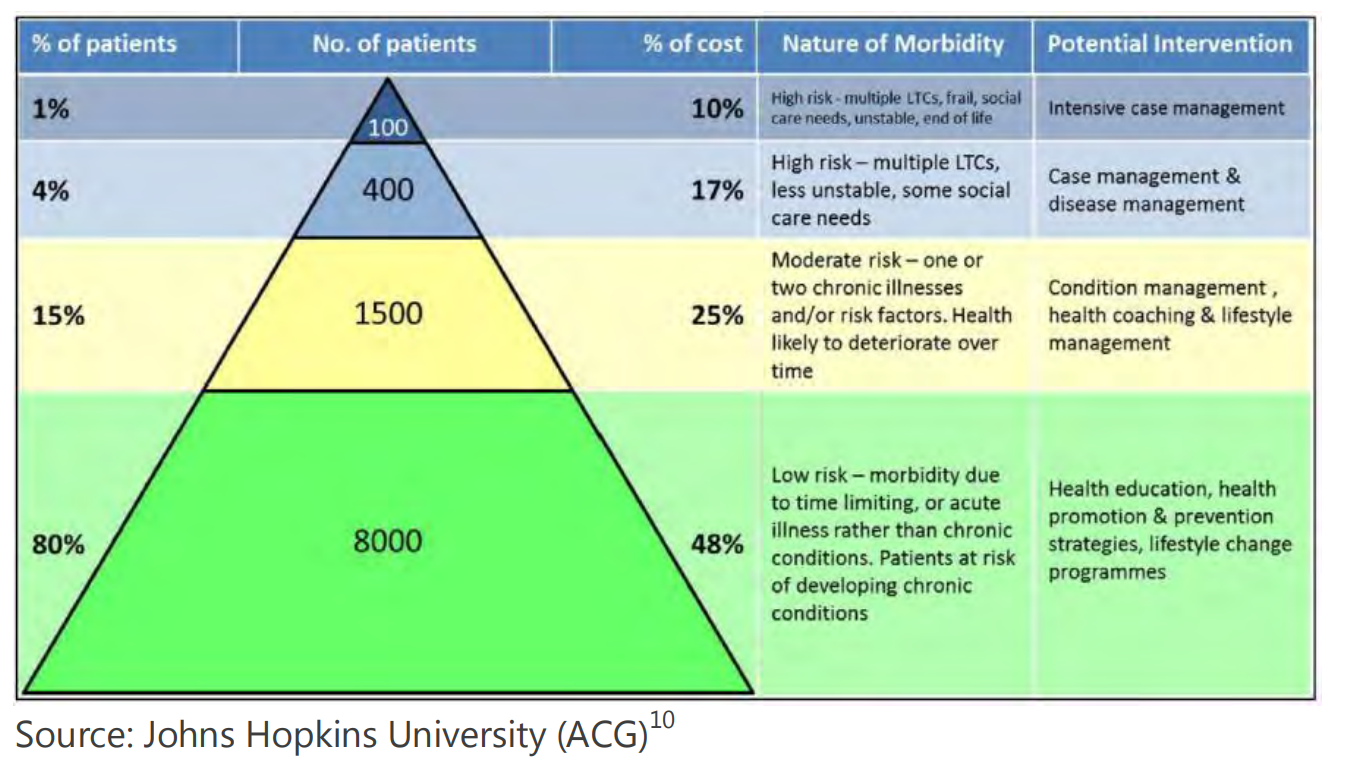 % of patients
No. of patients
% of cost
Nature of Morbidity
Potential Intervention
1%
100
10%
High risk - multiple LTCs, frail, social
care needs, unstable, end of life
Intensive case management
4%
400
17%
High risk – multiple LTCs,
less unstable, some social
care needs
Case management &
disease management
15%
1500
25%
Moderate risk – one or
two chronic illnesses
and/or risk factors. Health
likely to deteriorate over
time
Condition management ,
health coaching & lifestyle
management
80%
8000
48%
Low risk – morbidity due
to time limiting, or acute
illness rather than chronic
conditions. Patients at risk
of developing chronic
conditions
Health education, health
promotion & prevention
strategies, lifestyle change
programmes
Source: Johns Hopkins University (ACG)10